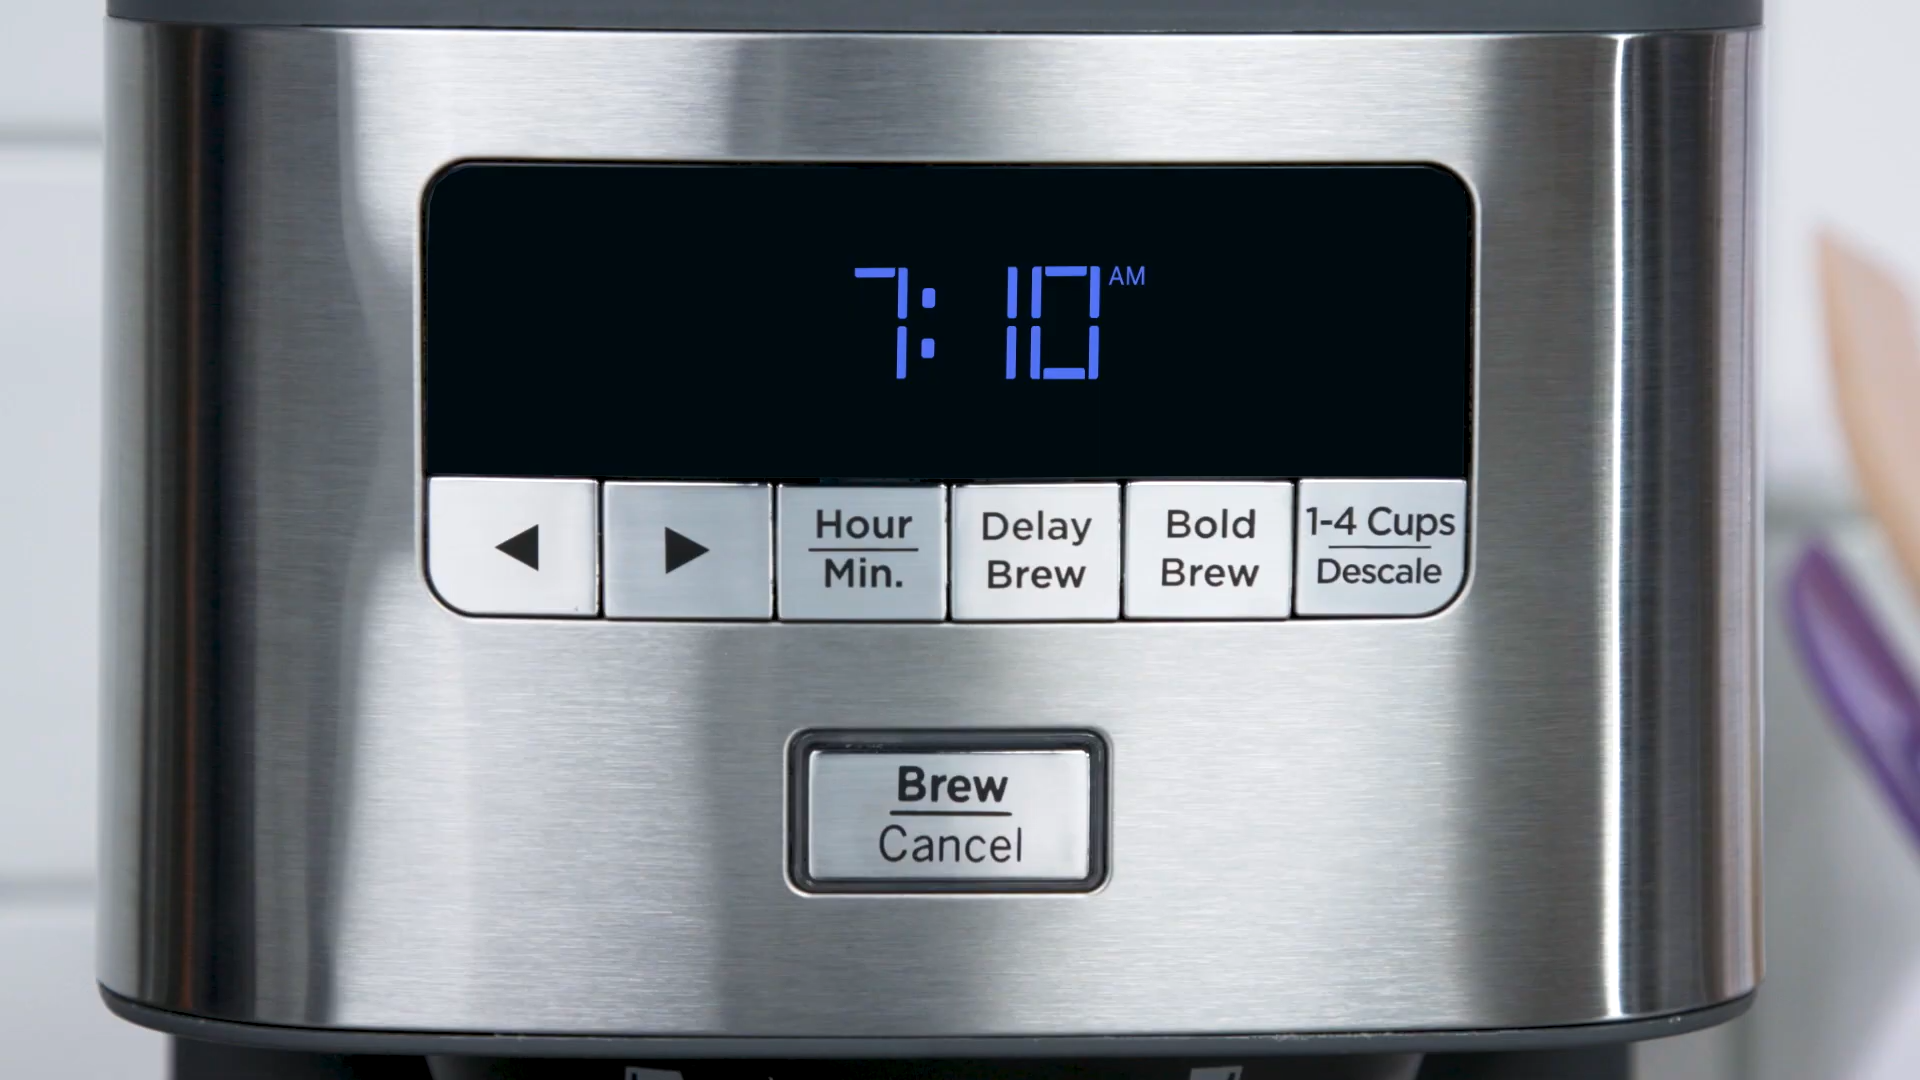 7:10 AM
◀ ▶
Hour
Min.
Delay
Brew
Bold
Brew
1-4 Cups
Descale
Brew
Cancel